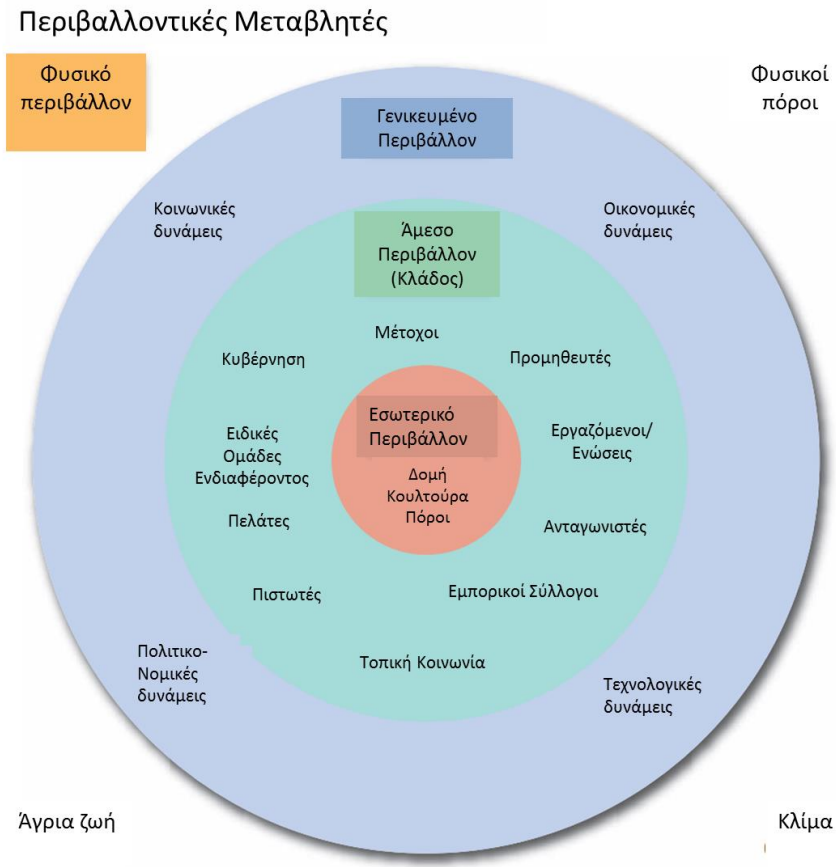 Περιβαλλοντικές Μεταβλητές
Φυσικό
περιβάλλον
Φυσικοί
πόροι
Γενικευμένο
Περιβάλλον
Κοινωνικές
δυνάμεις
Οικονομικές
δυνάμεις
Άμεσο
Περιβάλλον
(Κλάδος)
Μέτοχοι
Κυβέρνηση
Προμηθευτές
Εσωτερικό
Περιβάλλον
Δομή
Κουλτούρα
Πόροι
Ειδικές
Ομάδες
Ενδιαφέροντος
Εργαζόμενοι/
Ενώσεις
Πελάτες
Ανταγωνιστές
Πιστωτές
Εμπορικοί Σύλλογοι
Τοπική Κοινωνία
Πολιτικο-
Νομικές
δυνάμεις
Τεχνολογικές
δυνάμεις
Άγρια ζωή
Κλίμα